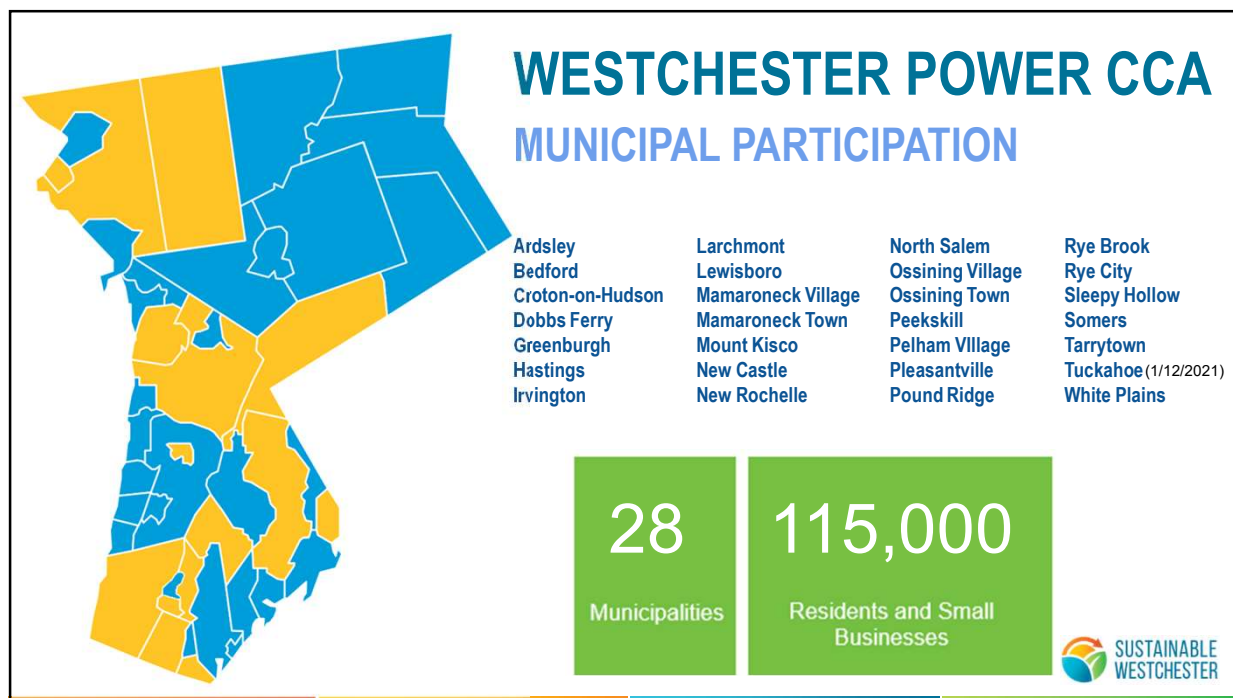 WESTCHESTER POWER CCA
MUNICIPAL PARTICIPATION
Ardsley
Bedford
Croton-on-Hudson
Dobbs Ferry
Greenburgh
Hastings
Irvington
Larchmont
Lewisboro
Mamaroneck Village
Mamaroneck Town
Mount Kisco
New Castle
New Rochelle
North Salem
Ossining Village
Ossining Town
Peekskill
Pelham VIllage
Pleasantville
Pound Ridge
Rye Brook
Rye City
Sleepy Hollow
Somers
Tarrytown
Tuckahoe (1/12/2021)
White Plains
28
Municipalities
115,000
Residents and Small
Businesses
SUSTAINABLE
WESTCHESTER